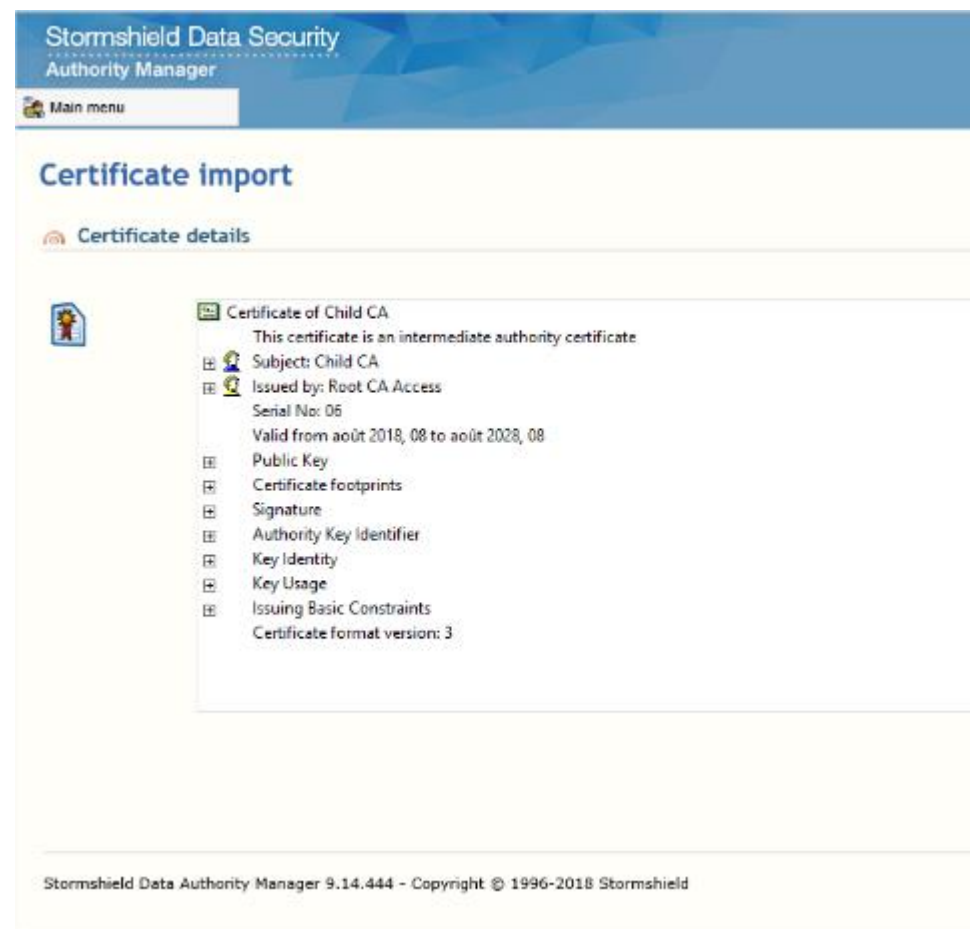 Stormshield Data Security
Authority Manager
Main menu
Certificate import
Certificate details
Certificate of Child CA
This certificate is an intermediate authority certificate
Subject: Child CA
Issued by: Root CA Access
Serial No: 06
Valid from août 2018, 08 to août 2028, 08
Public Key
Certificate footprints
Signature
Authority Key Identifier
Key Identity
Key Usage
Issuing Basic Constraints
Certificate format version: 3
Stormshield Data Authority Manager 9.14.444 - Copyright © 1996-2018 Stormshield